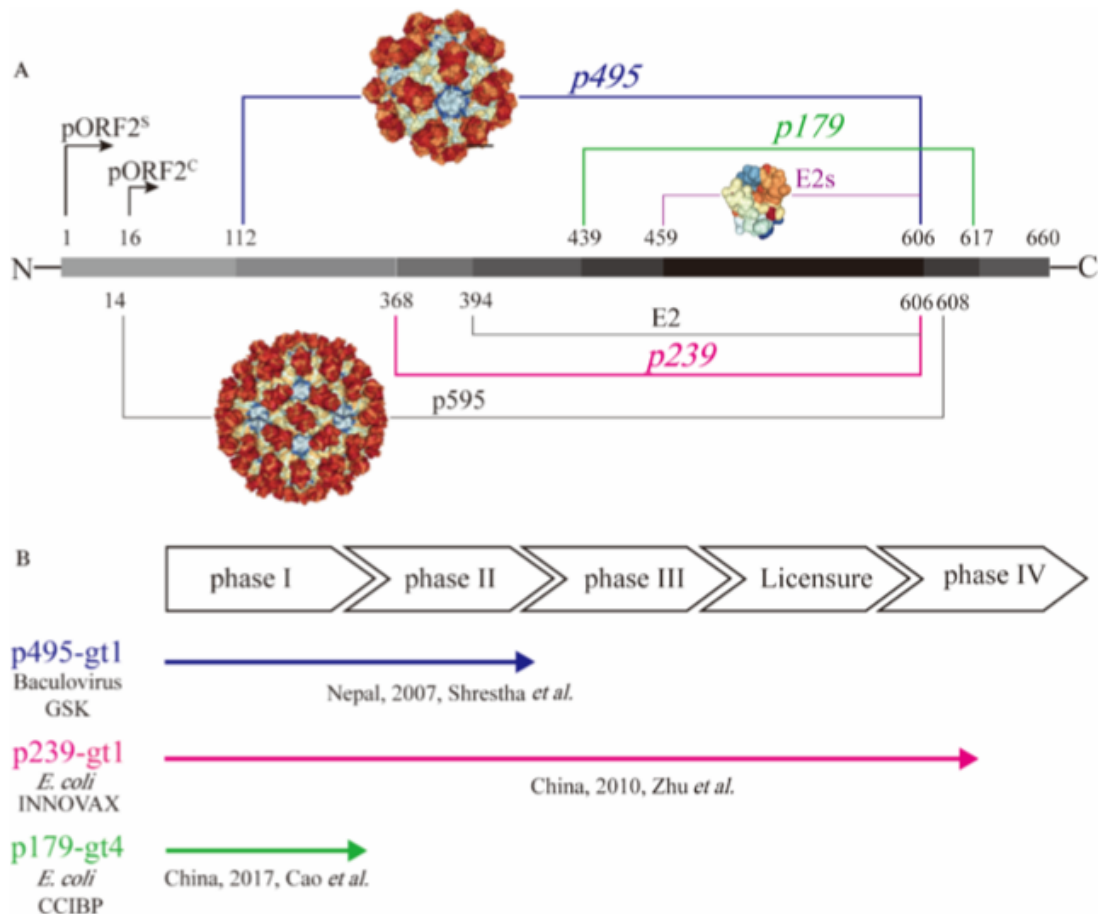 A
p495
pORF2S
p179
pORF2C
E2s
1 16 112 439 459 606 617 660
N C
14 368 394 606 608
E2
p239
p595
B
phase I phase II phase III Licensure phase IV
p495-gt1
Baculovirus
GSK
Nepal, 2007, Shrestha et al.
p239-gt1
E. coli
INNOVAX
China, 2010, Zhu et al.
p179-gt4
E. coli
CCIBP
China, 2017, Cao et al.